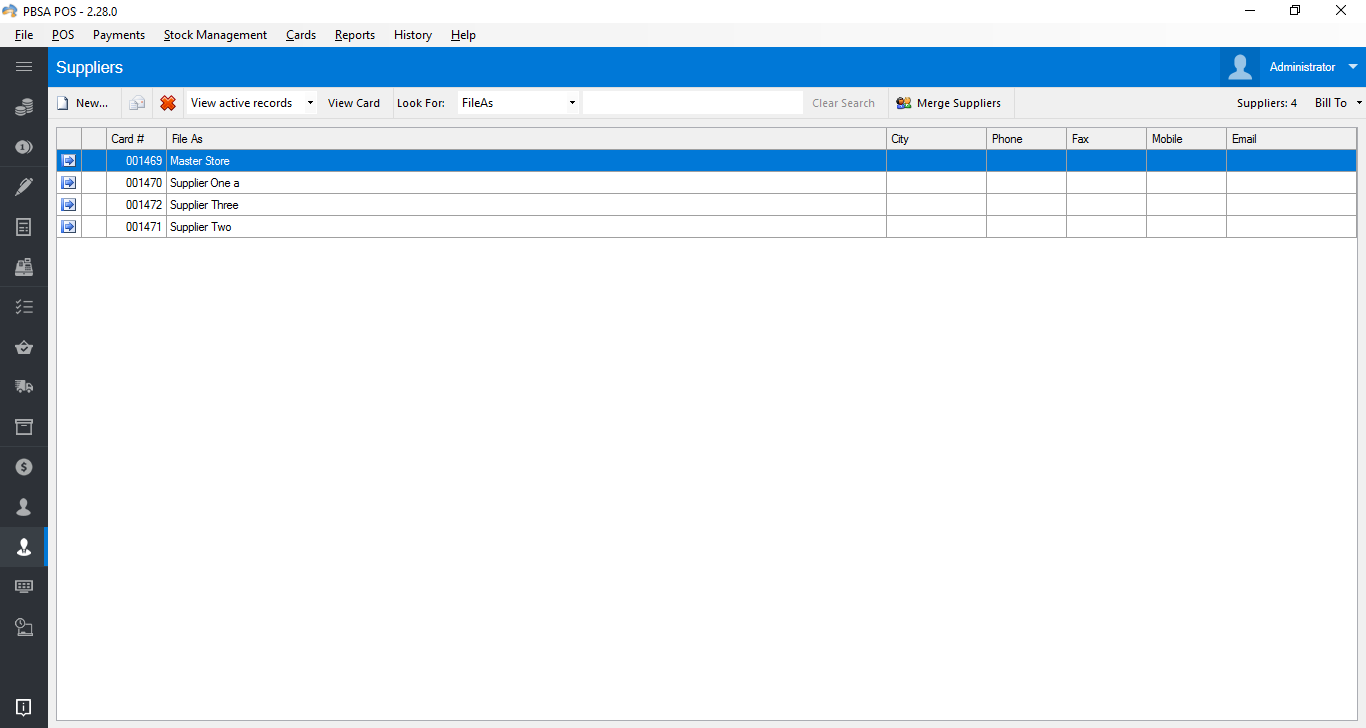 PBSA POS - 2.28.0
File POS Payments Stock Management Cards Reports History Help
Suppliers Administrator
New... View active records View Card Look For: FileAs Clear Search Merge Suppliers Suppliers: 4 Bill To
Card # File As City Phone Fax Mobile Email
001469 Master Store
001470 Supplier One a
001472 Supplier Three
001471 Supplier Two